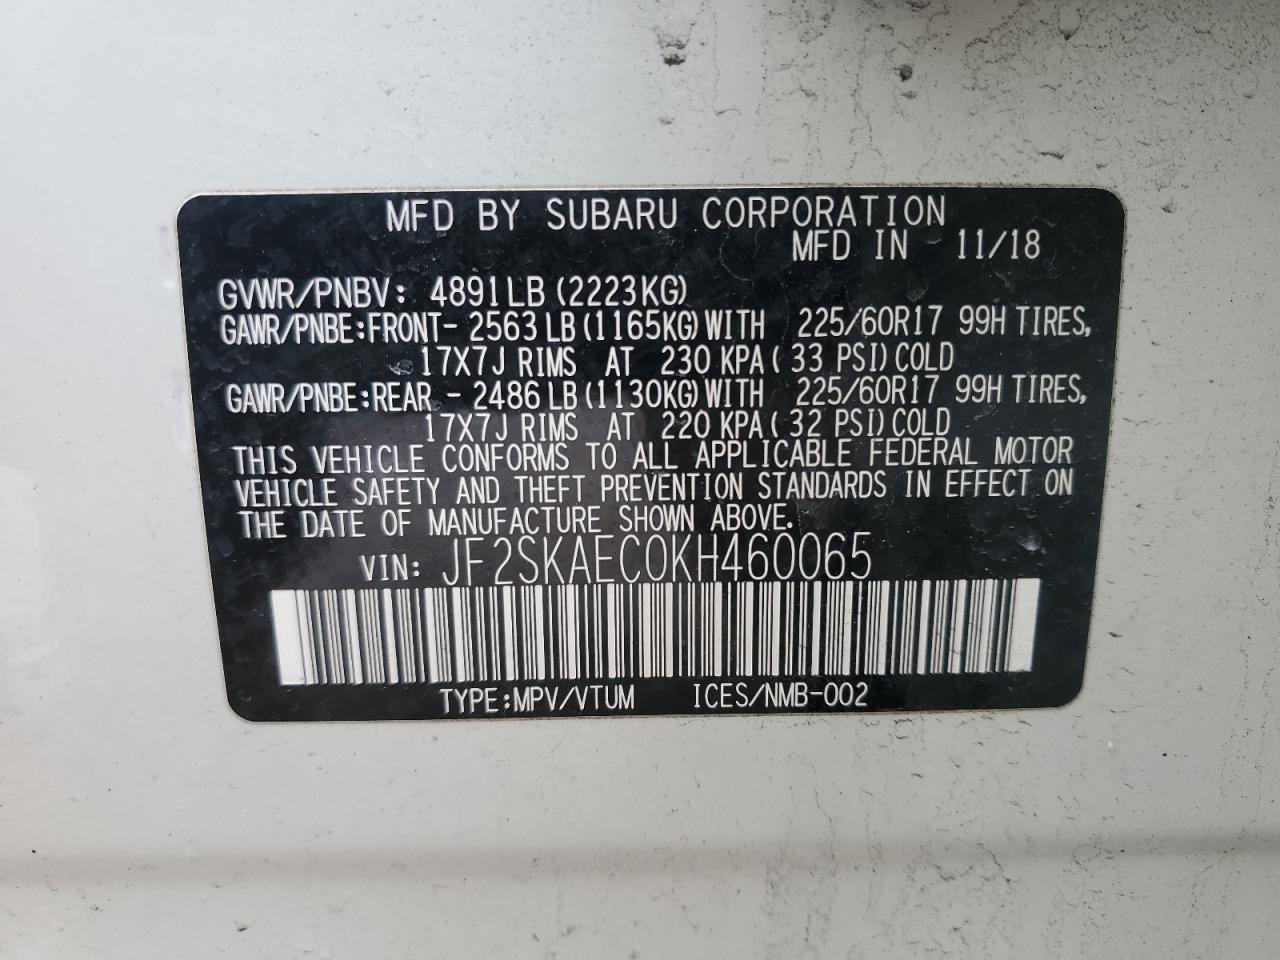 MFD BY SUBARU CORPORATION
MFD IN 11/18
GVWR/PNBV: 4891LB (2223KG)
GAWR/PNBE:FRONT- 2563 LB (1165KG) WITH 225/60R17 99H TIRES,
17X7J RIMS AT 230 KPA ( 33 PSI) COLD
GAWR/PNBE:REAR - 2486 LB (1130KG) WITH 225/60R17 99H TIRES,
17X7J RIMS AT 220 KPA ( 32 PSI) COLD
THIS VEHICLE CONFORMS TO ALL APPLICABLE FEDERAL MOTOR
VEHICLE SAFETY AND THEFT PREVENTION STANDARDS IN EFFECT ON
THE DATE OF MANUFACTURE SHOWN ABOVE.
VIN: JF2SKAEC0KH460065
TYPE:MPV/VTUM ICES/NMB-002